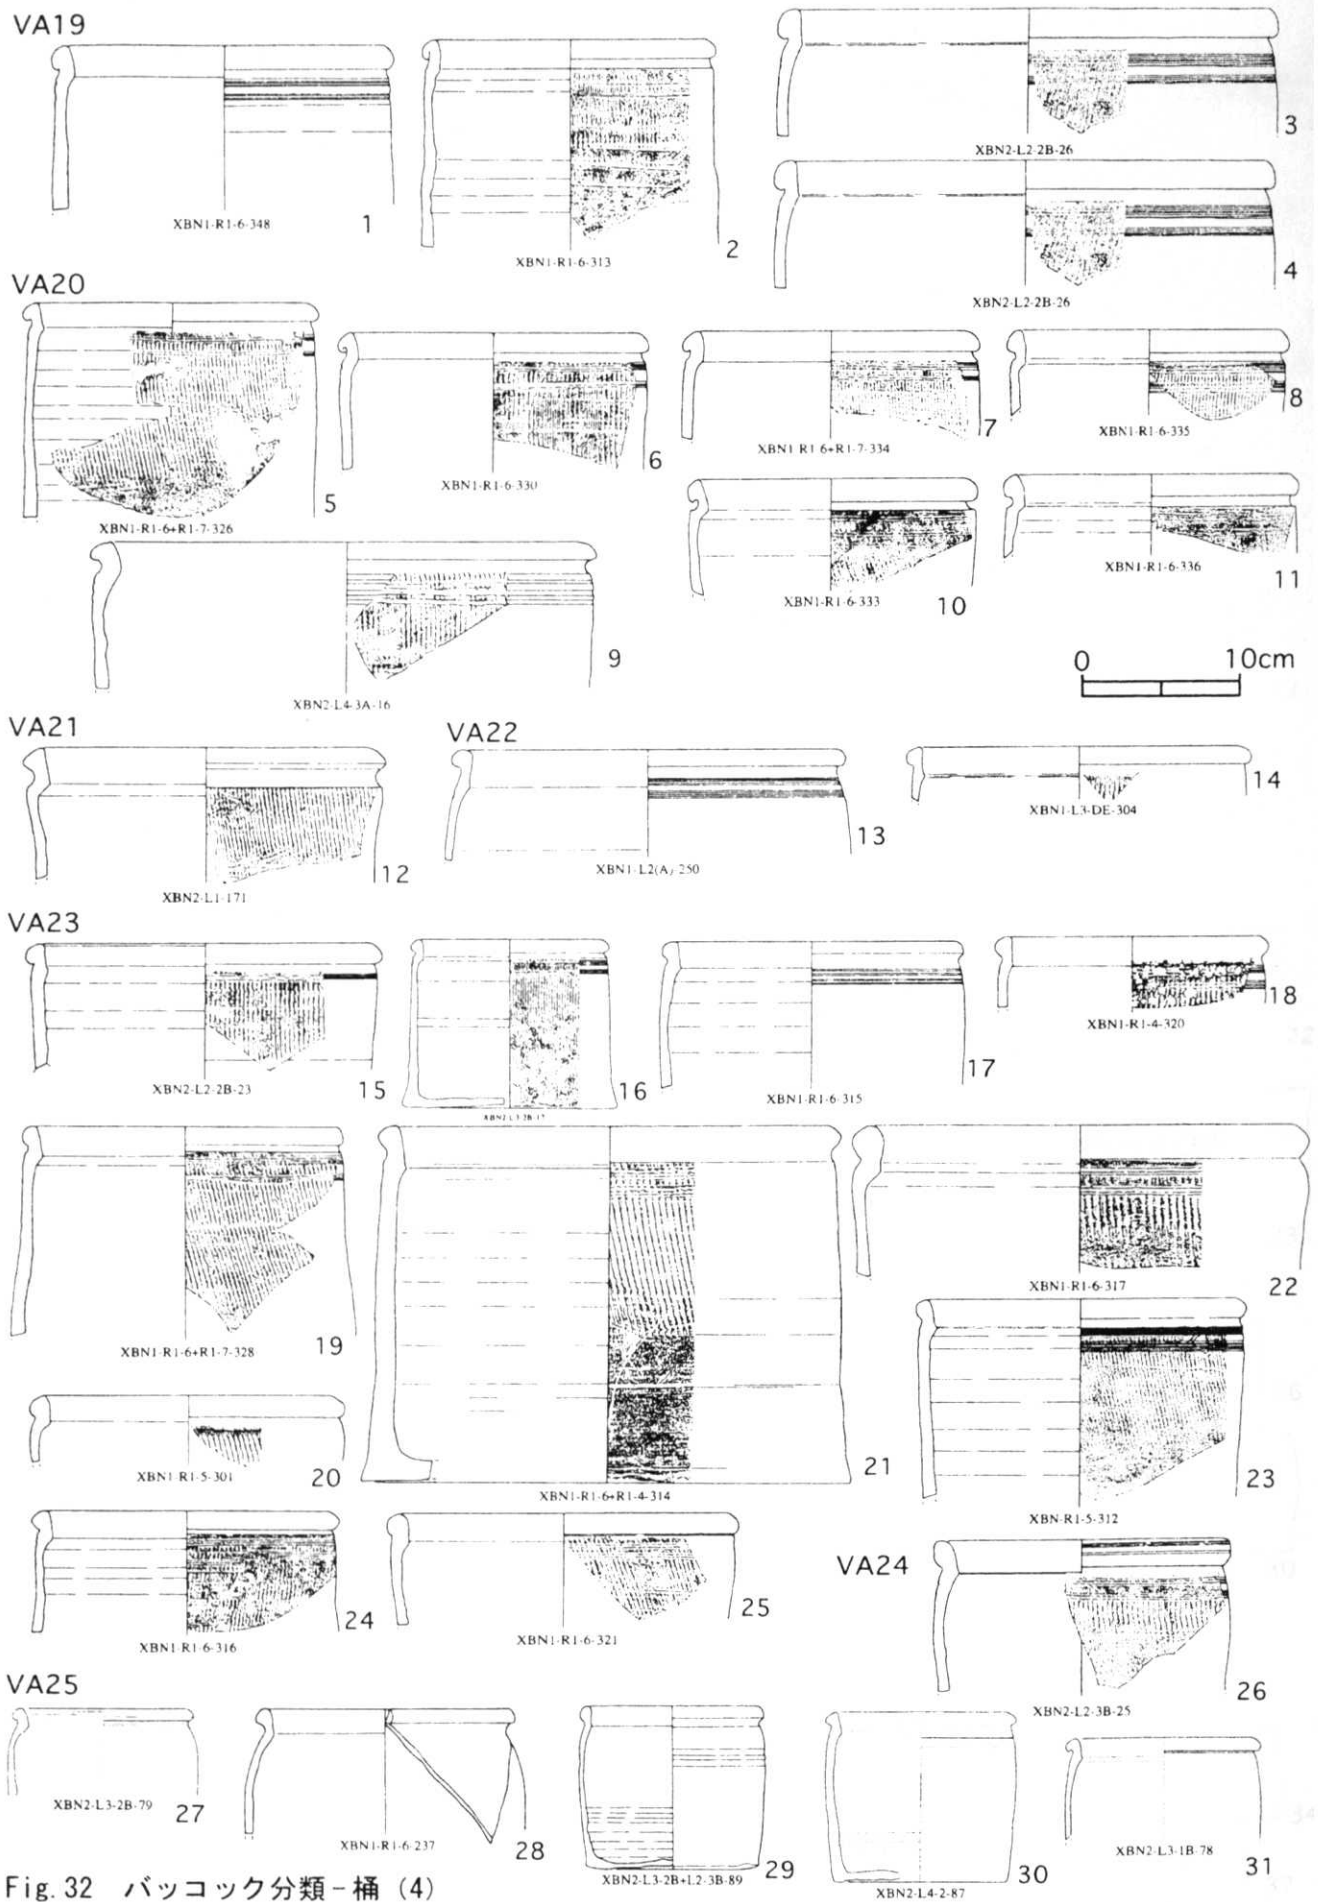 VA19
XBN1-R1-6-348
1
XBN1-R1-6-313
2
XBN2-L2-2B-26
3
XBN2-L2-2B-26
4
VA20
XBN1-R1-6+R1-7-326
5
XBN1-R1-6-330
6
XBN1-R1-6+R1-7-334
7
XBN1-R1-6-335
8
XBN2-L4-3A-16
9
XBN1-R1-6-333
10
XBN1-R1-6-336
11
0 10cm
VA21
XBN2-L1-171
12
VA22
XBN1-L2(A)-250
13
XBN1-L3-DE-304
14
VA23
XBN2-L2-2B-23
15
16
XBN1-R1-6-315
17
XBN1-R1-4-320
18
XBN1-R1-6+R1-7-328
19
XBN1-R1-5-301
20
XBN1-R1-6+R1-4-314
21
XBN1-R1-6-317
22
XBN-R1-5-312
23
XBN1-R1-6-316
24
XBN1-R1-6-321
25
VA24
XBN2-L2-3B-25
26
VA25
XBN2-L3-2B-79
27
XBN1-R1-6-237
28
XBN2-L3-2B+L2-3B-89
29
XBN2-L4-2-87
30
XBN2-L3-1B-78
31
Fig.32 バッコック分類-桶 (4)